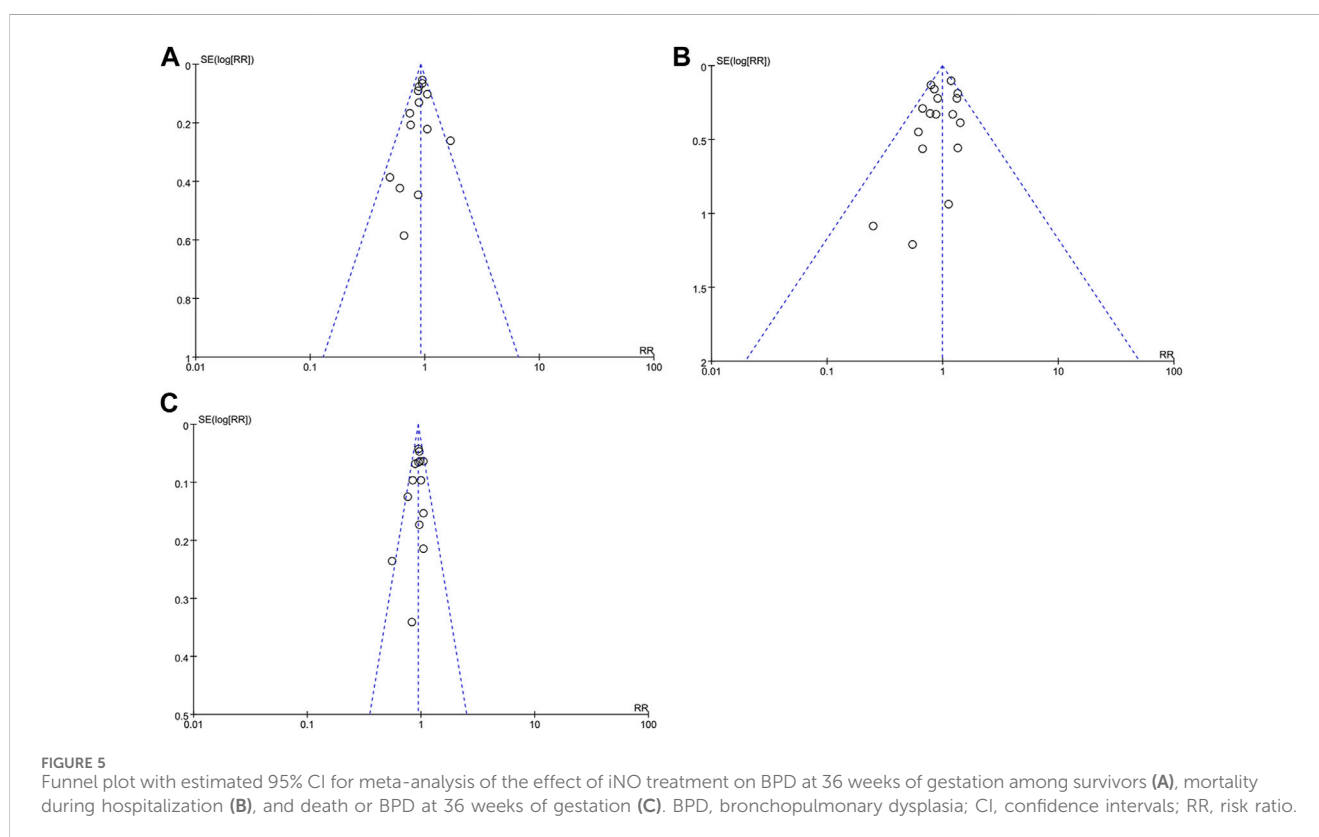 A
SE(log[RR])
0
0.2
0.4
0.6
0.8
1
RR
0.01
0.1
1
10
100
B
SE(log[RR])
0
0.5
1
1.5
2
RR
0.01
0.1
1
10
100
C
SE(log[RR])
0
0.1
0.2
0.3
0.4
0.5
RR
0.01
0.1
1
10
100
FIGURE 5
Funnel plot with estimated 95% CI for meta-analysis of the effect of iNO treatment on BPD at 36 weeks of gestation among survivors (A), mortality
during hospitalization (B), and death or BPD at 36 weeks of gestation (C). BPD, bronchopulmonary dysplasia; CI, confidence intervals; RR, risk ratio.